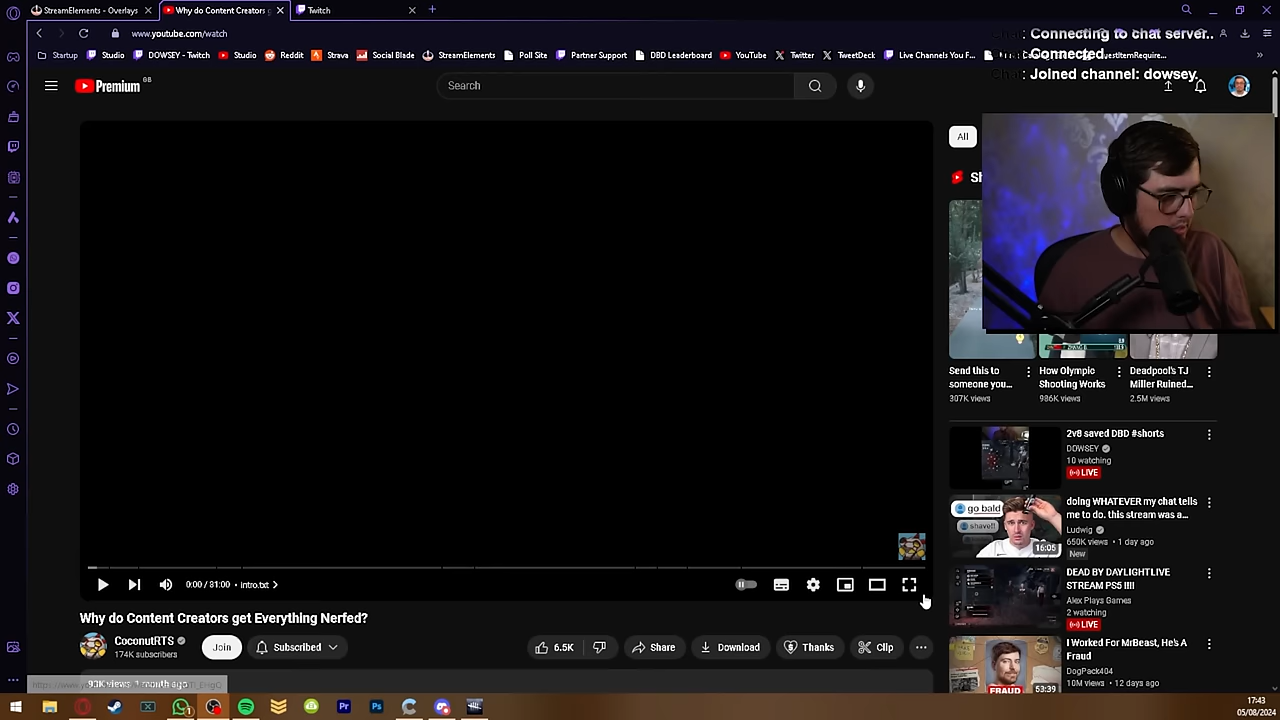 StreamElements - Overlays
Why do Content Creators
Twitch
www.youtube.com/watch
Startup
Studio
DOWSEY - Twitch
Studio
Reddit
Strava
Social Blade
StreamElements
Poll Site
Partner Support
DBD Leaderboard
YouTube
Twitter
TweetDeck
Live Channels You F...
Connecting to chat server..
: Connected.
: Joined channel: dowsey.
Premium GB
Search
All
Send this to
someone you...
307K views
How Olympic
Shooting Works
986K views
Deadpool's TJ
Miller Ruined...
2.5M views
2v8 saved DBD #shorts
DOWSEY
10 watching
LIVE
go bald
shave!!
16:05
doing WHATEVER my chat tells
me to do. this stream was a...
Ludwig
650K views • 1 day ago
New
DEAD BY DAYLIGHTLIVE
STREAM PS5 !!!!
Alex Plays Games
2 watching
LIVE
FRAUD
53:39
I Worked For MrBeast, He's A
Fraud
DogPack404
10M views • 12 days ago
0:00 / 31:00 • intro.txt
Why do Content Creators get Everything Nerfed?
CoconutRTS
174K subscribers
Join
Subscribed
6.5K
Share
Download
Thanks
Clip
1 month ago
17:43
05/08/2024